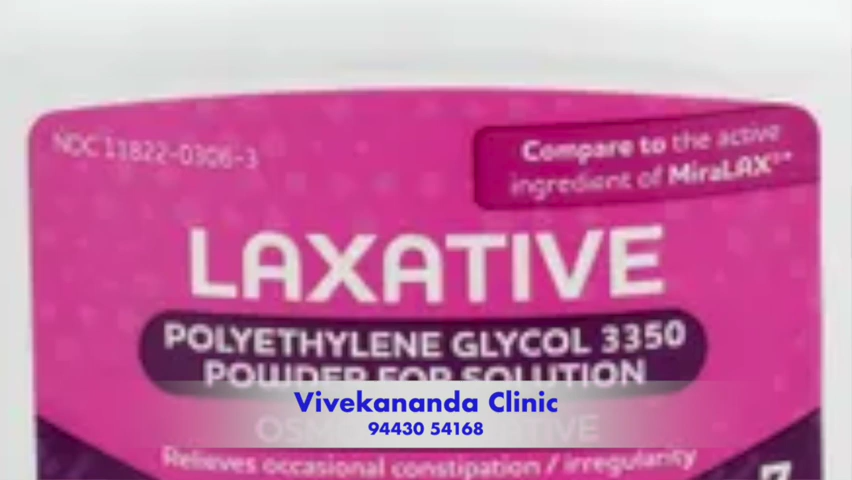 NDC 11822-0306-3
Compare to the active
ingredient of MiraLAX
LAXATIVE
POLYETHYLENE GLYCOL 3350
POWDER FOR SOLUTION
Vivekananda Clinic
94430 54168
Relieves occasional constipation / irregularity
7